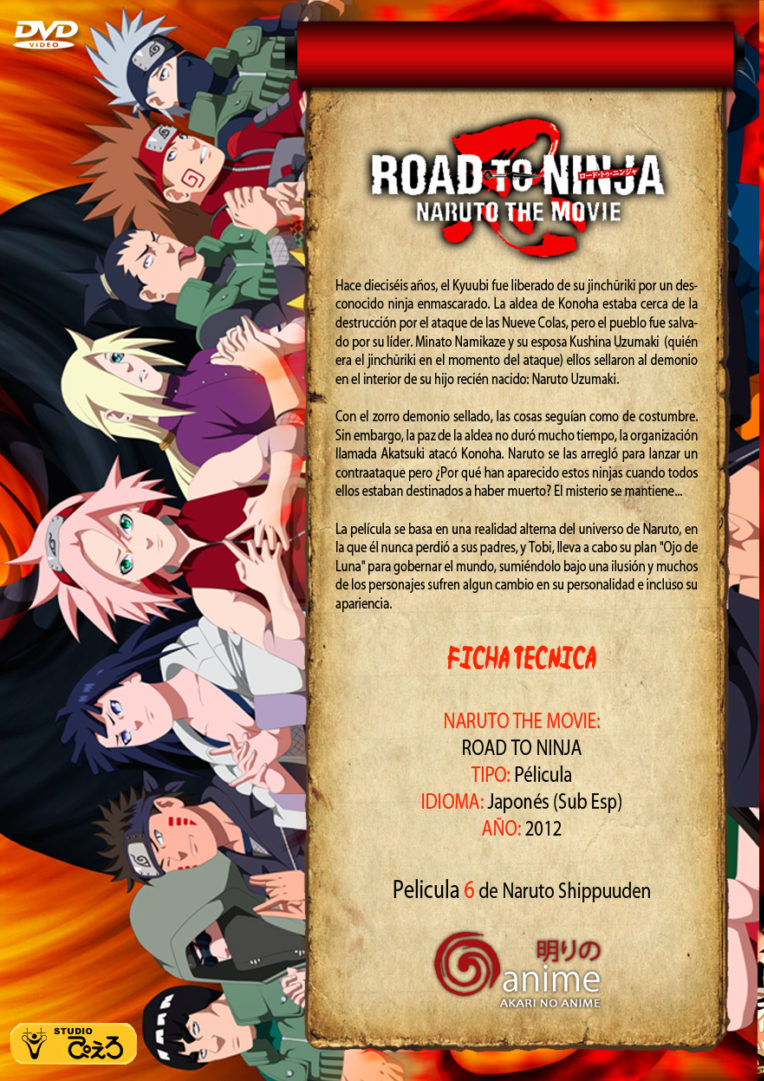 DVD
VIDEO
忍
ROAD TO NINJA
ロード・トゥ・ニンジャ
NARUTO THE MOVIE
Hace dieciséis años, el Kyuubi fue liberado de su jinchūriki por un des-
conocido ninja enmascarado. La aldea de Konoha estaba cerca de la
destrucción por el ataque de las Nueve Colas, pero el pueblo fue salva-
do por su líder. Minato Namikaze y su esposa Kushina Uzumaki (quién
era el jinchūriki en el momento del ataque) ellos sellaron al demonio
en el interior de su hijo recién nacido: Naruto Uzumaki.
Con el zorro demonio sellado, las cosas seguían como de costumbre.
Sin embargo, la paz de la aldea no duró mucho tiempo, la organización
llamada Akatsuki atacó Konoha. Naruto se las arregló para lanzar un
contraataque pero ¿Por qué han aparecido estos ninjas cuando todos
ellos estaban destinados a haber muerto? El misterio se mantiene...
La película se basa en una realidad alterna del universo de Naruto, en
la que él nunca perdió a sus padres, y Tobi, lleva a cabo su plan "Ojo de
Luna" para gobernar el mundo, sumiéndolo bajo una ilusión y muchos
de los personajes sufren algun cambio en su personalidad e incluso su
apariencia.
FICHA TECNICA
NARUTO THE MOVIE:
ROAD TO NINJA
TIPO: Pélicula
IDIOMA: Japonés (Sub Esp)
AÑO: 2012
Pelicula 6 de Naruto Shippuuden
明りの
anime
AKARI NO ANIME
STUDIO
ぴえろ